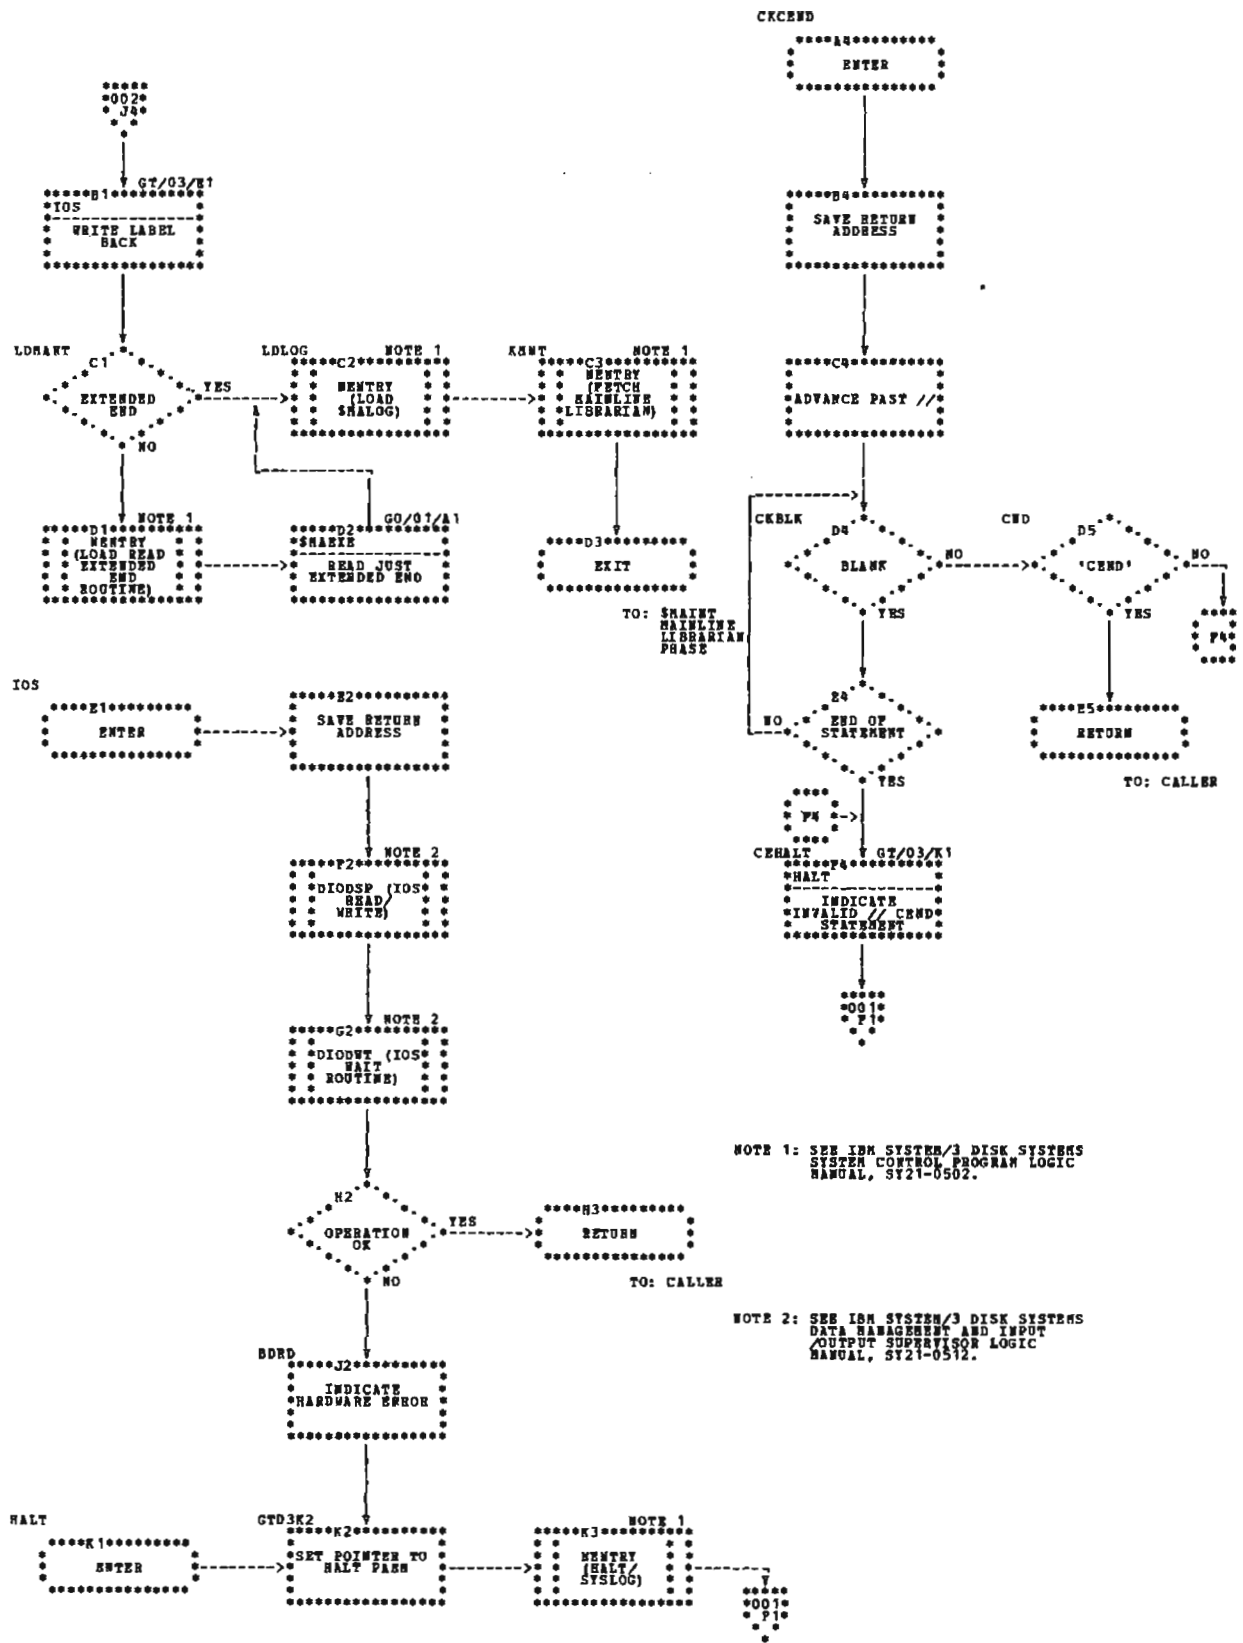 CKCEND
A4
ENTER
002
J4
GT/03/E1
B1
IOS
WRITE LABEL
BACK
B4
SAVE RETURN
ADDRESS
LDMANT
C1
EXTENDED
END
YES
NO
LDLOG
NOTE 1
C2
NENTRY
(LOAD
$MALOG)
KMNT
NOTE 1
C3
NENTRY
(FETCH
MAINLINE
LIBRARIAN)
C4
ADVANCE PAST //
NOTE 1
D1
NENTRY
(LOAD READ
EXTENDED
END
ROUTINE)
GO/01/A1
D2
$MAEXE
READ JUST
EXTENDED END
D3
EXIT
TO: $MAINT
MAINLINE
LIBRARIAN
PHASE
CKBLK
D4
BLANK
NO
YES
CND
D5
'CEND'
NO
YES
F4
IOS
E1
ENTER
E2
SAVE RETURN
ADDRESS
E4
END OF
STATEMENT
NO
YES
E5
RETURN
TO: CALLER
F4
NOTE 2
F2
DIODSP (IOS
READ/
WRITE)
CEHALT
GT/03/K1
F4
HALT
INDICATE
INVALID // CEND
STATEMENT
001
F1
NOTE 2
G2
DIODWT (IOS
WAIT
ROUTINE)
H2
OPERATION
OK
YES
NO
H3
RETURN
TO: CALLER
NOTE 1: SEE IBM SYSTEM/3 DISK SYSTEMS
SYSTEM CONTROL PROGRAM LOGIC
MANUAL, SY21-0502.
NOTE 2: SEE IBM SYSTEM/3 DISK SYSTEMS
DATA MANAGEMENT AND INPUT
/OUTPUT SUPERVISOR LOGIC
MANUAL, SY21-0512.
BDRD
J2
INDICATE
HARDWARE ERROR
HALT
K1
ENTER
GTD3K2
K2
SET POINTER TO
HALT PARM
NOTE 1
K3
NENTRY
(HALT/
SYSLOG)
001
F1